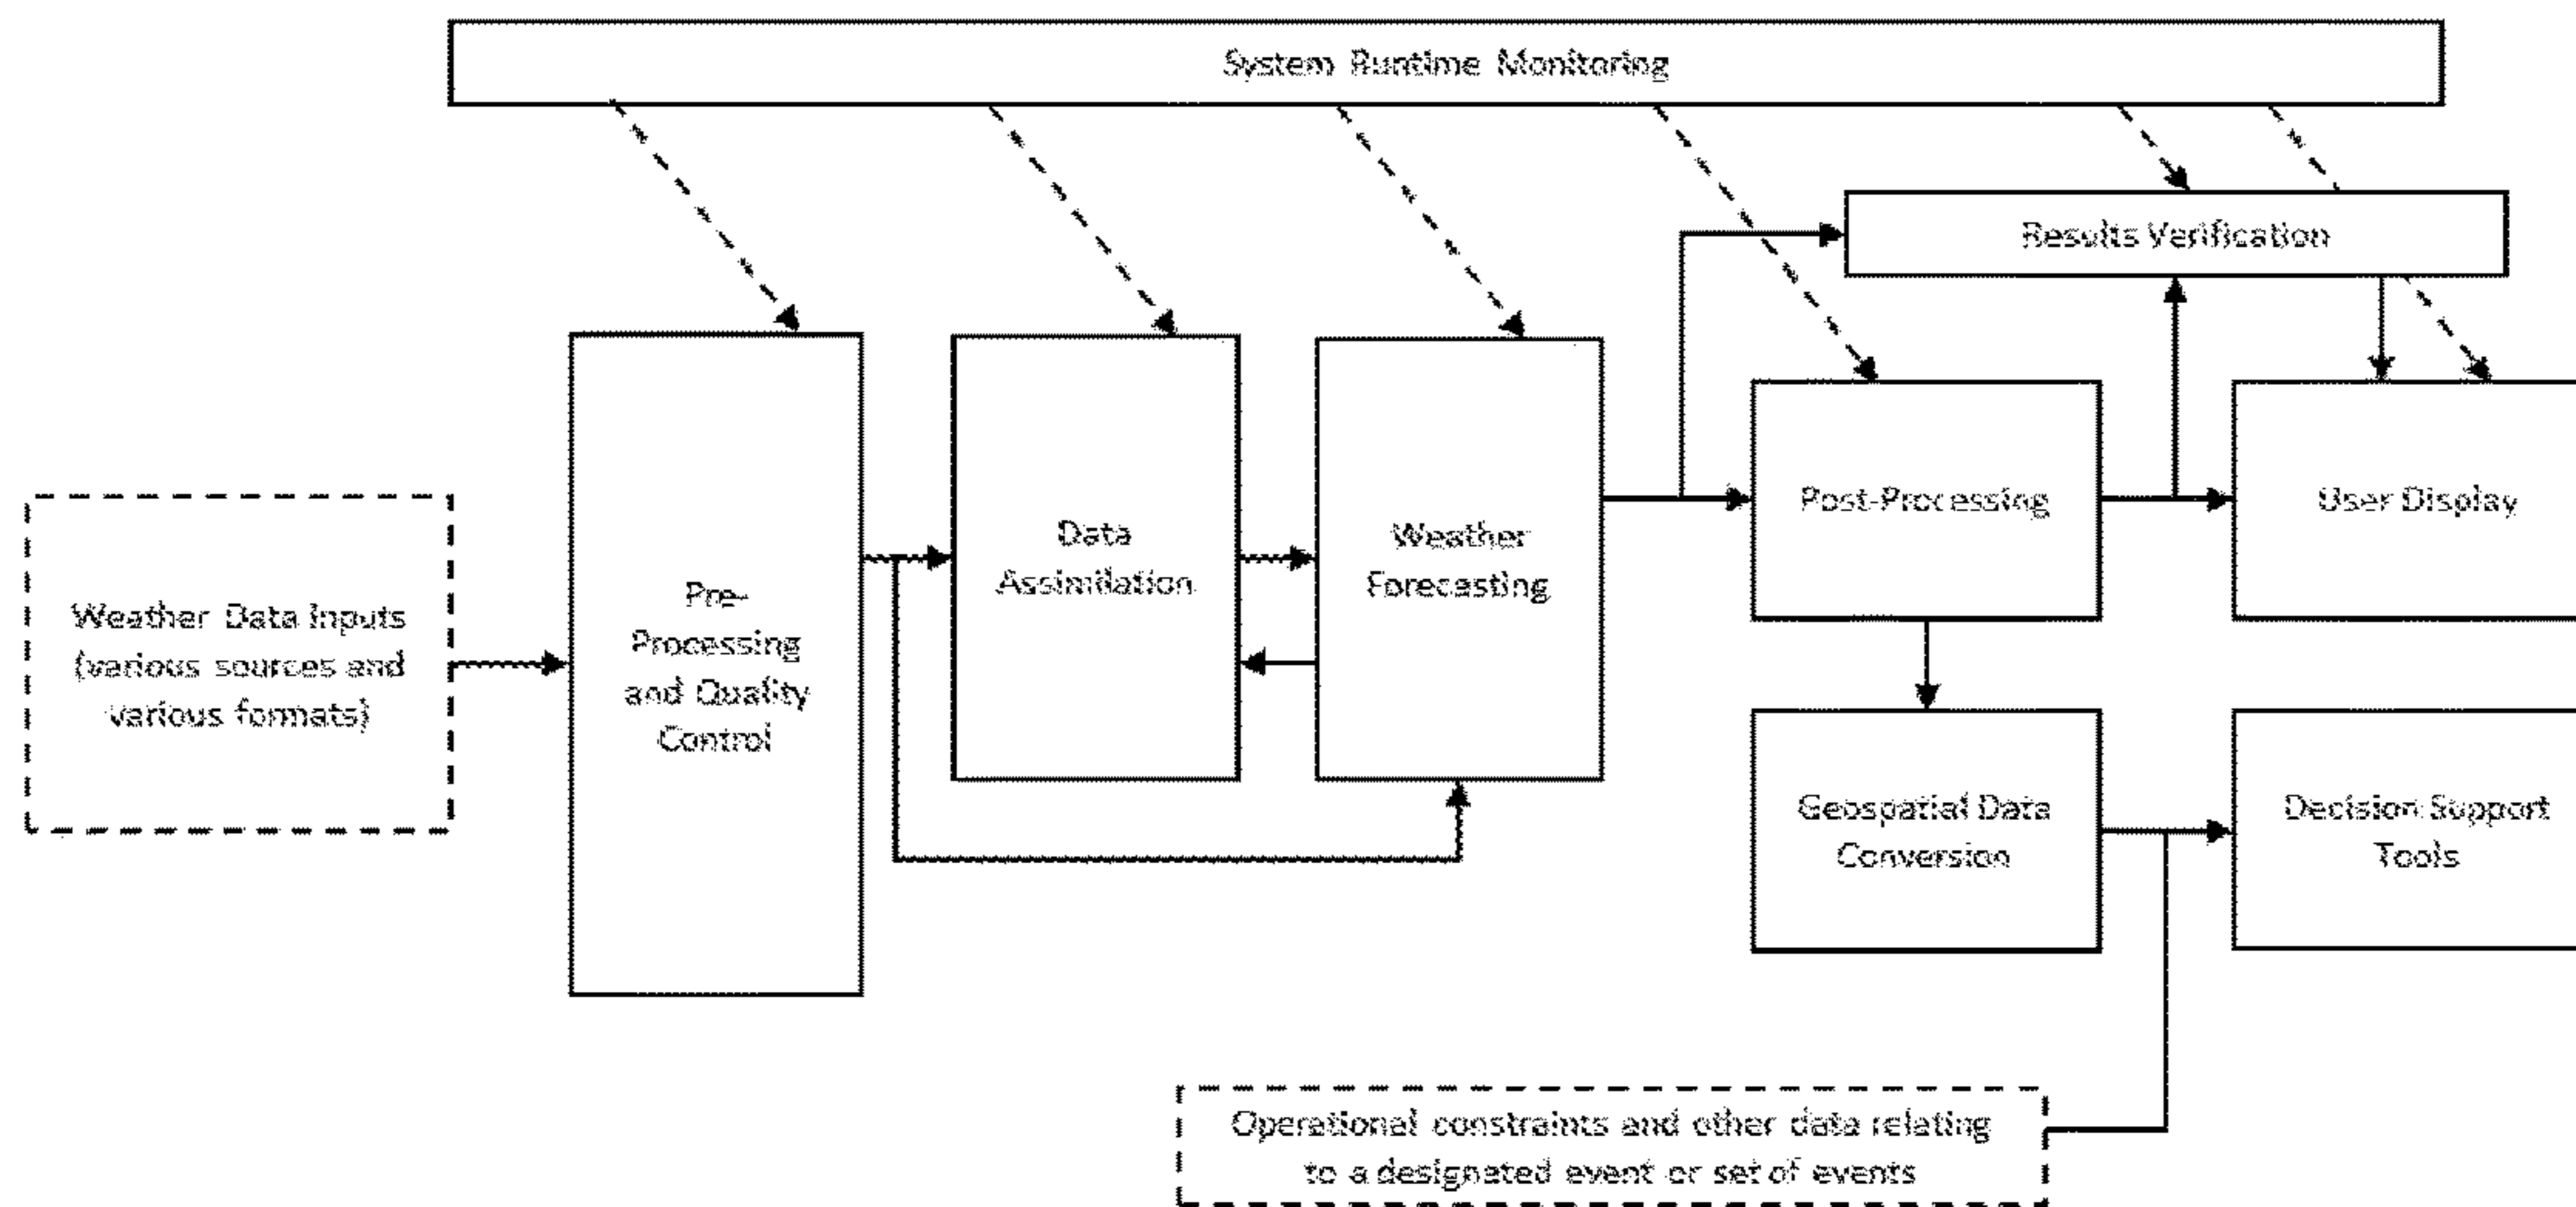 System Runtime Monitoring
Results Verification
Weather Data Inputs
(various sources and
various formats)
Pre-
Processing
and Quality
Control
Data
Assimilation
Weather
Forecasting
Post-Processing
User Display
Geospatial Data
Conversion
Decision Support
Tools
Operational constraints and other data relating
to a designated event or set of events